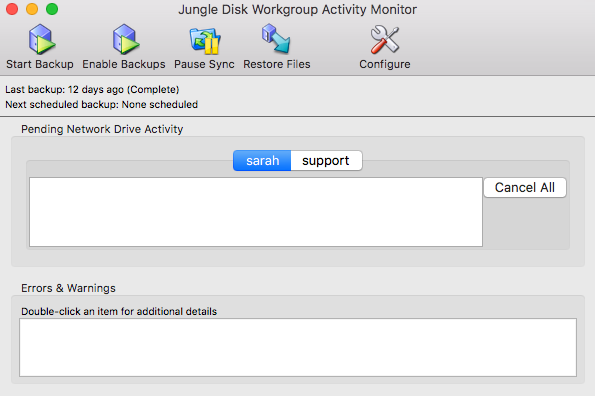 Jungle Disk Workgroup Activity Monitor
Start Backup Enable Backups Pause Sync Restore Files Configure
Last backup: 12 days ago (Complete)
Next scheduled backup: None scheduled
Pending Network Drive Activity
sarah support
Cancel All
Errors & Warnings
Double-click an item for additional details